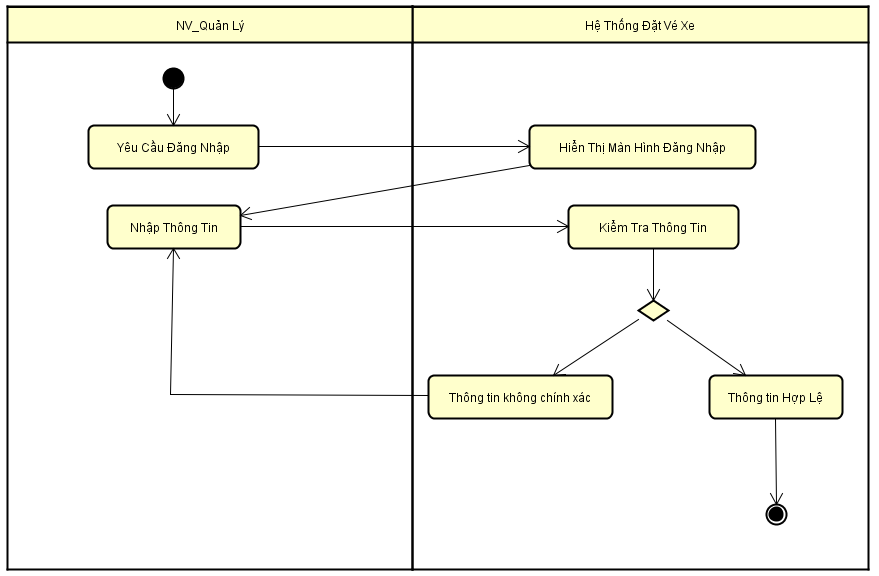 NV_Quản Lý
Hệ Thống Đặt Vé Xe
Yêu Cầu Đăng Nhập
Hiển Thị Màn Hình Đăng Nhập
Nhập Thông Tin
Kiểm Tra Thông Tin
Thông tin không chính xác
Thông tin Hợp Lệ